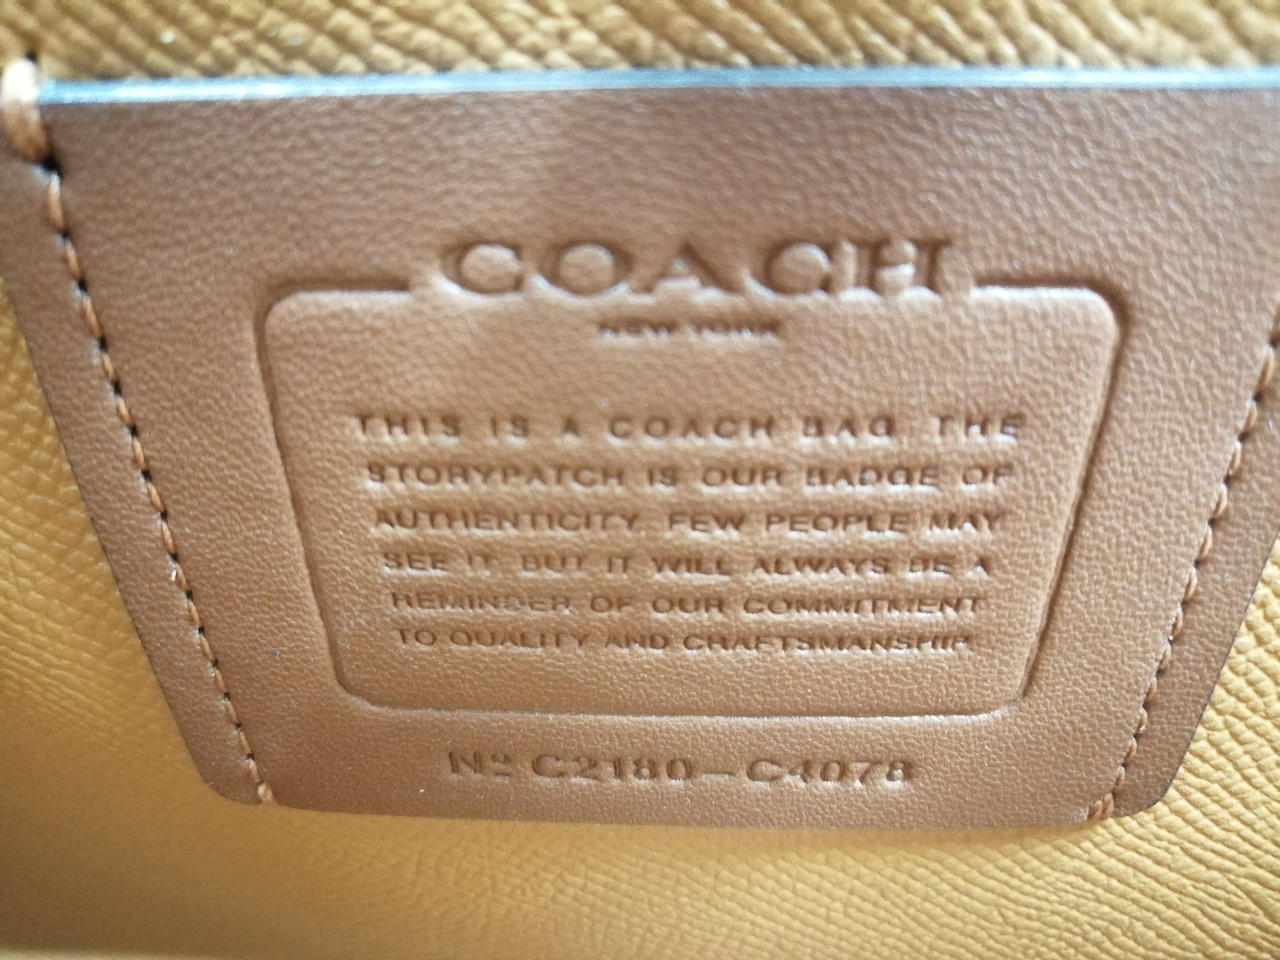 COACH
NEW YORK
THIS IS A COACH BAG. THE
STORYPATCH IS OUR BADGE OF
AUTHENTICITY. FEW PEOPLE MAY
SEE IT BUT IT WILL ALWAYS BE A
REMINDER OF OUR COMMITMENT
TO QUALITY AND CRAFTSMANSHIP.
Nº C2180-C4078